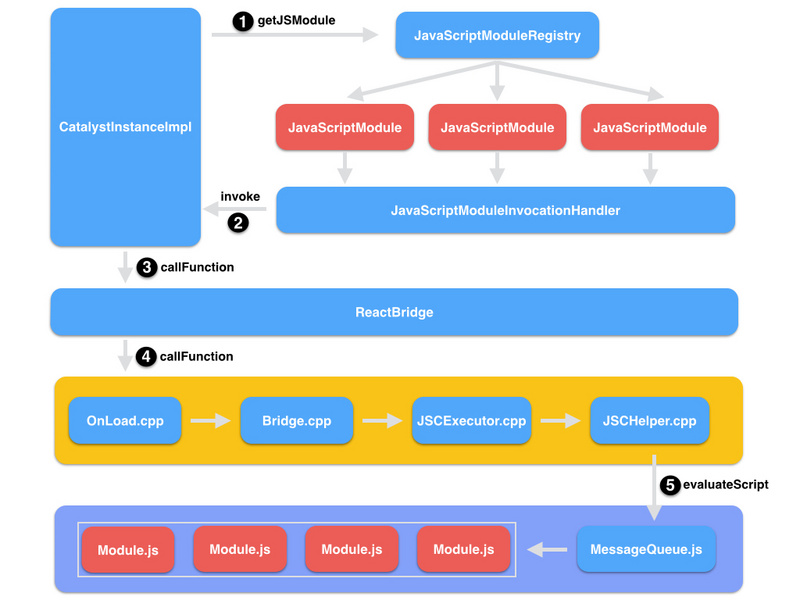 1 getJSModule
JavaScriptModuleRegistry
CatalystInstanceImpl
JavaScriptModule JavaScriptModule JavaScriptModule
invoke
2
JavaScriptModuleInvocationHandler
3 callFunction
ReactBridge
4 callFunction
OnLoad.cpp Bridge.cpp JSCExecutor.cpp JSCHelper.cpp
5 evaluateScript
Module.js Module.js Module.js Module.js MessageQueue.js